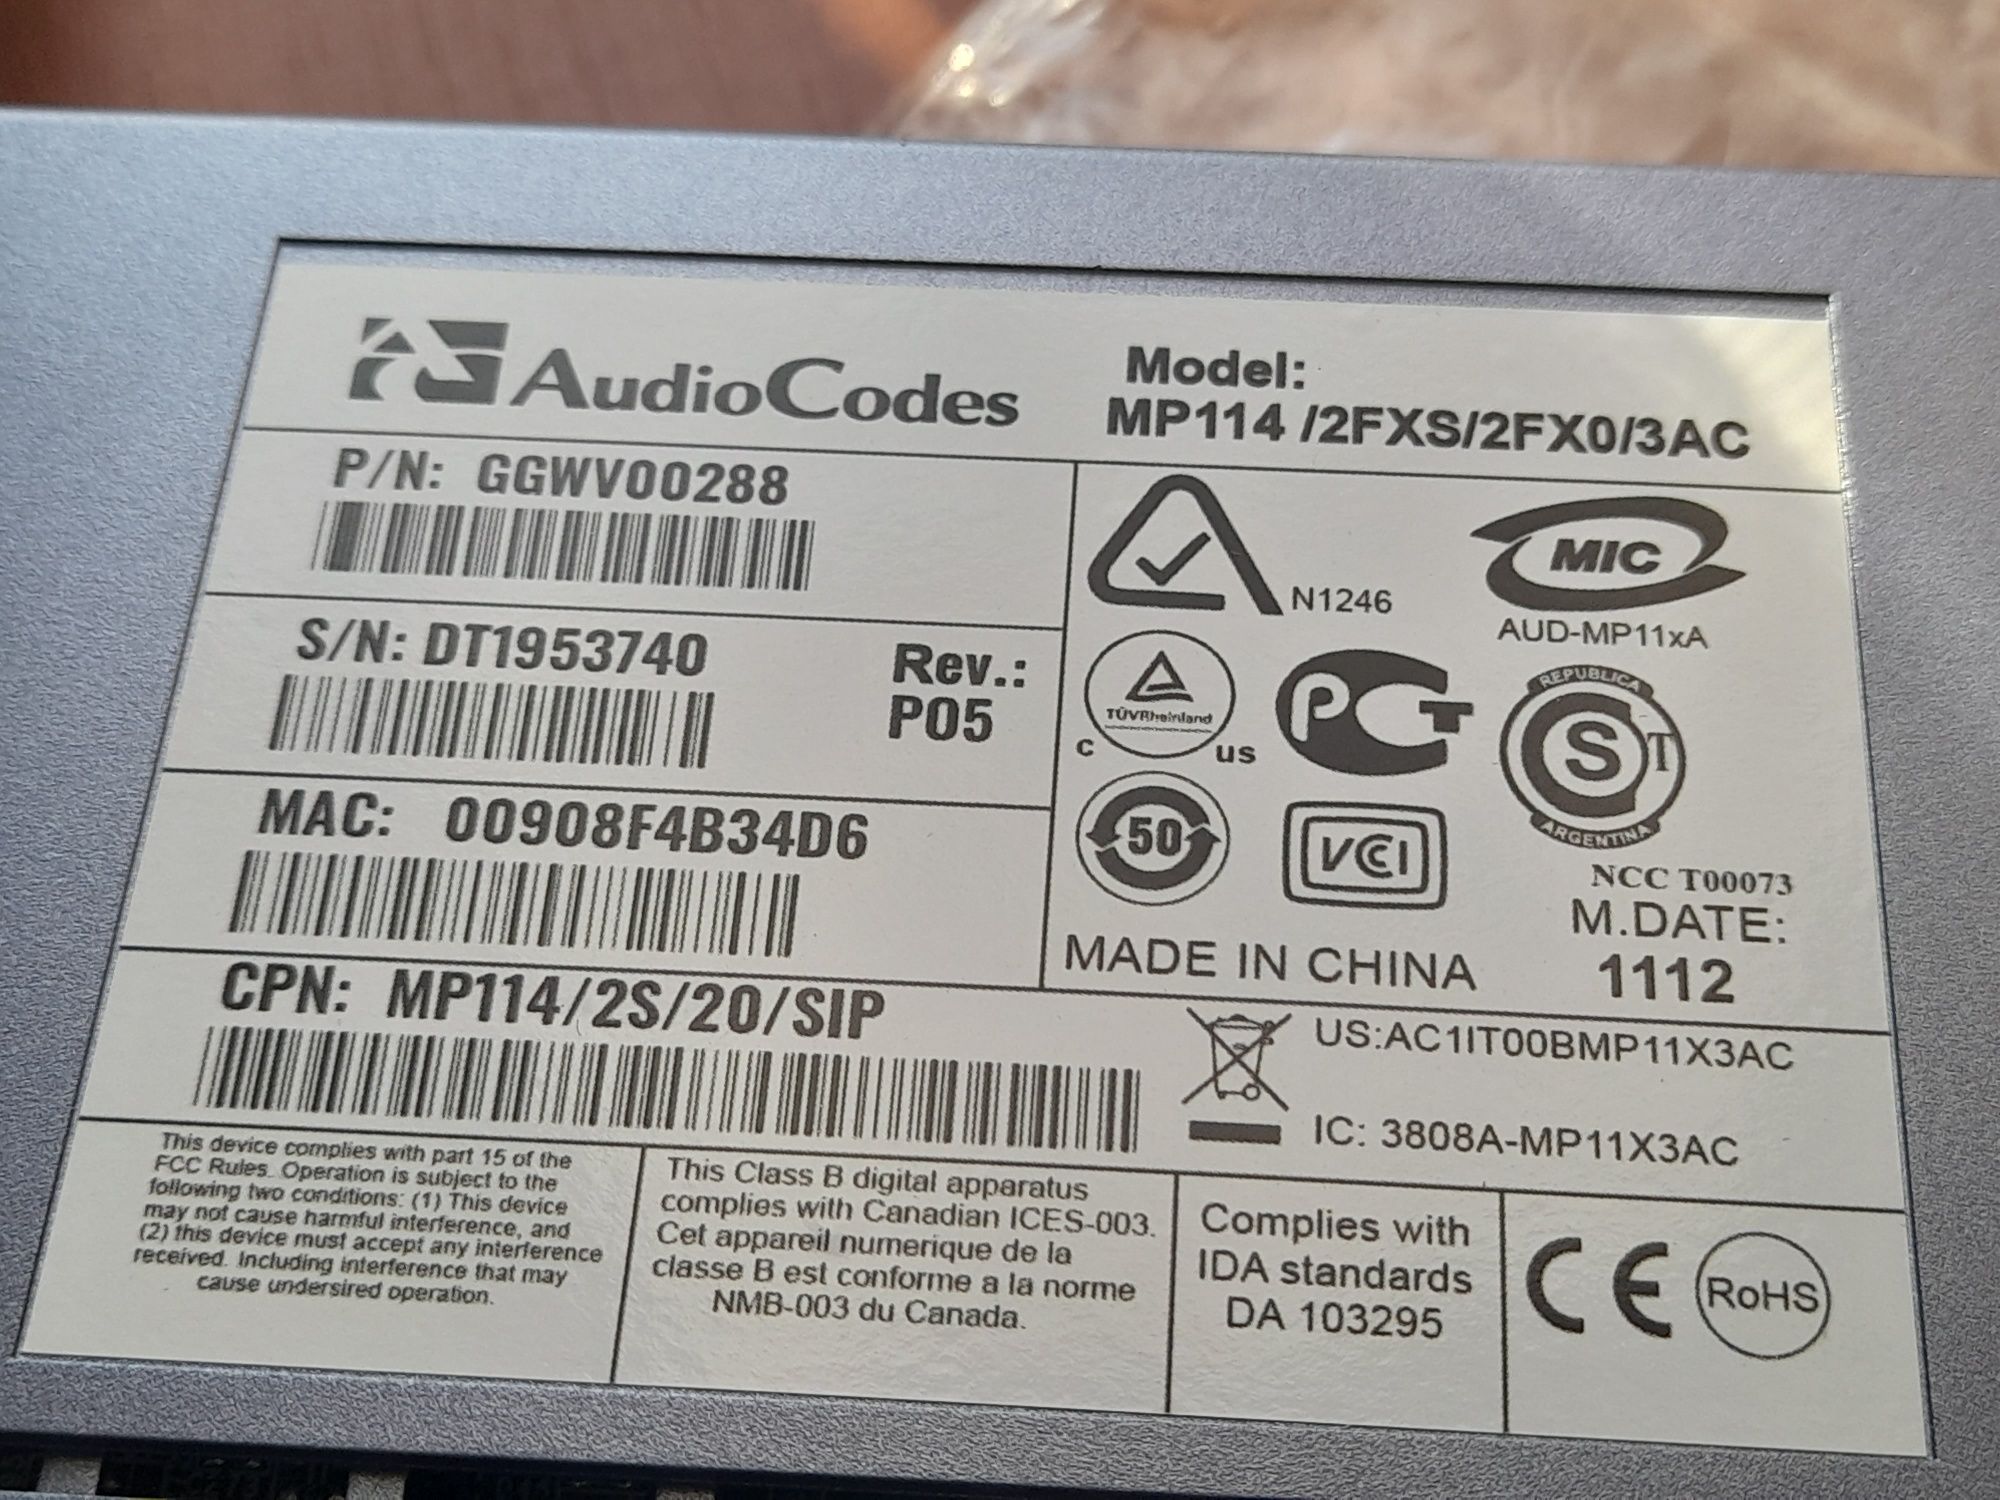 AudioCodes
Model:
MP114 /2FXS/2FX0/3AC
P/N: GGWV00288
S/N: DT1953740
Rev.:
P05
MAC: 00908F4B34D6
CPN: MP114/2S/20/SIP
N1246
MIC
AUD-MP11xA
TÜVRheinland
c
us
PCT
REPUBLICA
CST
ARGENTINA
50
VCCI
NCC T00073
M.DATE:
1112
MADE IN CHINA
US:AC1IT00BMP11X3AC
IC: 3808A-MP11X3AC
This device complies with part 15 of the
FCC Rules. Operation is subject to the
following two conditions: (1) This device
may not cause harmful interference, and
(2) this device must accept any interference
received. Including interference that may
cause undersired operation.
This Class B digital apparatus
complies with Canadian ICES-003.
Cet appareil numerique de la
classe B est conforme a la norme
NMB-003 du Canada.
Complies with
IDA standards
DA 103295
CE
RoHS